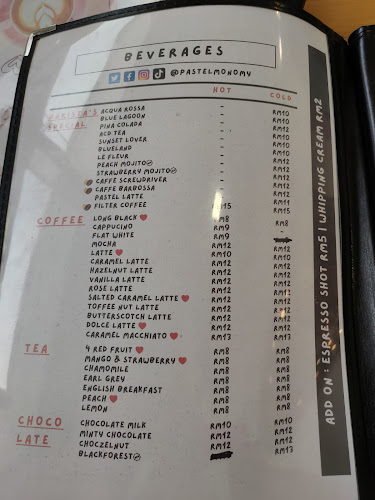 BEVERAGES
@PASTELMONOMY
HOT COLD
BARISTA'S SPECIAL
ACQUA ROSSA - RM10
BLUE LAGOON - RM10
PINA COLADA - RM12
ACD TEA - RM12
SUNSET LOVER - RM10
BLUELAND - RM10
LE FLEUR - RM12
PEACH MOJITO - RM12
STRAWBERRY MOJITO - RM12
CAFFE SCREWDRIVER - RM12
CAFFE BARBOSSA - RM12
PASTEL LATTE - RM11
FILTER COFFEE 15 RM15
COFFEE
LONG BLACK RM8 RM8
CAPPUCINO RM9 -
FLAT WHITE RM9
MOCHA RM12 RM12
LATTE RM10 RM10
CARAMEL LATTE RM12 RM12
HAZELNUT LATTE RM12 RM12
VANILLA LATTE RM12 RM12
ROSE LATTE RM12 RM12
SALTED CARAMEL LATTE RM12 RM12
TOFFEE NUT LATTE RM12 RM12
BUTTERSCOTCH LATTE RM12 RM12
DOLCE LATTE RM12 RM12
CARAMEL MACCHIATO RM13 RM13
TEA
4 RED FRUIT RM8 RM8
MANGO & STRAWBERRY RM8 RM8
CHAMOMILE RM8 RM8
EARL GREY RM8 RM8
ENGLISH BREAKFAST RM8 RM8
PEACH RM8 RM8
LEMON RM8 RM8
CHOCO
LATE
CHOCOLATE MILK RM10 RM10
MINTY CHOCOLATE RM12 RM12
CHOCZELNUT RM12 RM12
BLACKFOREST RM13
ADD ON : ESPRESSO SHOT RM5 | WHIPPING CREAM RM2